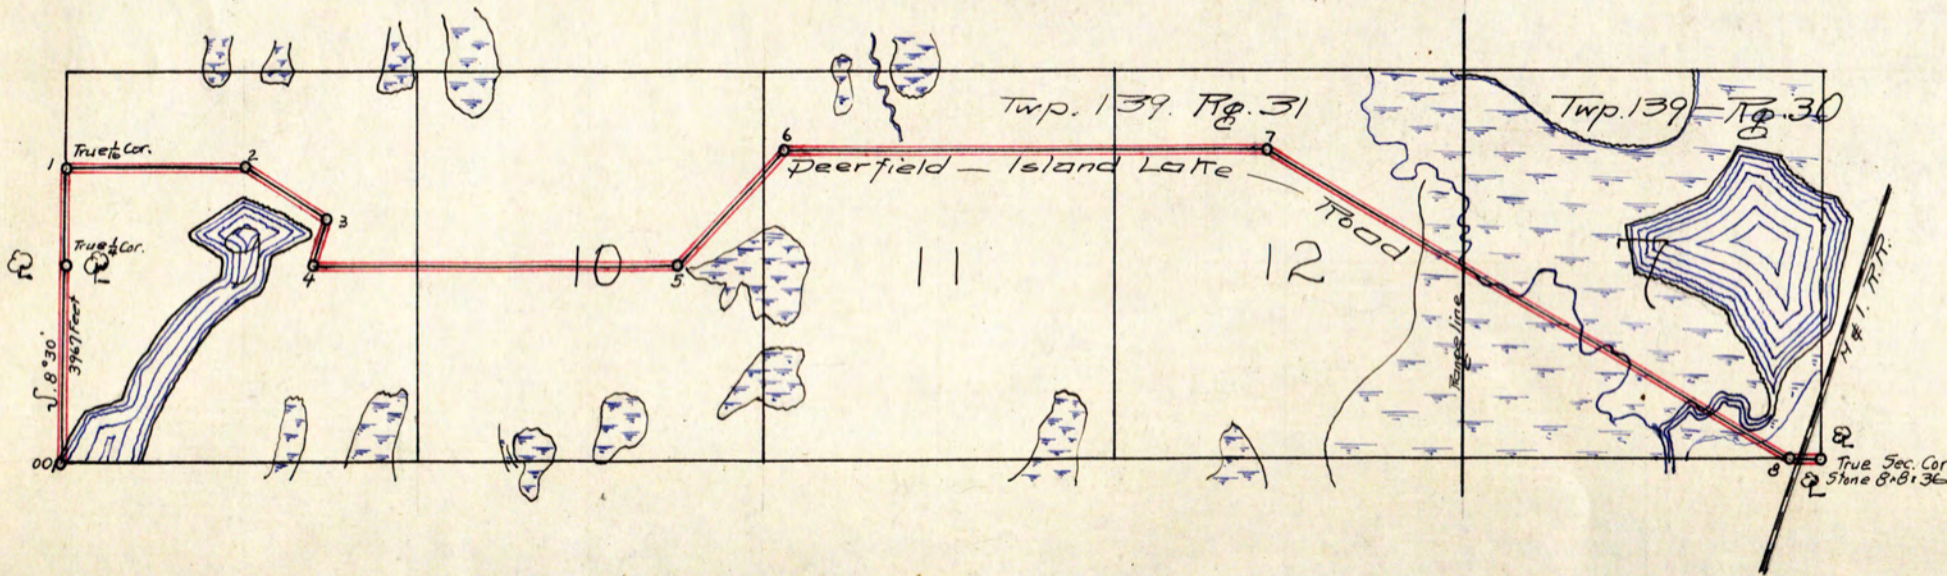 Twp. 139. Rg. 31
Twp. 139 — Rg. 30
1
True 1/16 Cor.
2
3
True 1/4 Cor.
4
10
5
6
7
Deerfield — Island Lake — Road
11
12
S. 8°30'
3967 Feet
00
Range line
M & I. R.R.
8
True Sec. Cor
Stone 8x8x36